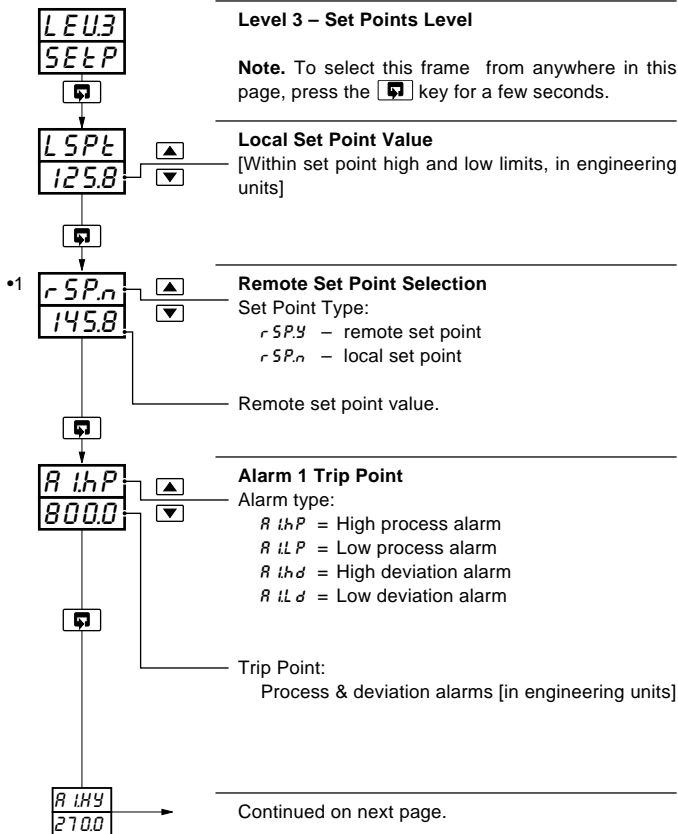 LEV.3
SEtP
Level 3 – Set Points Level
Note. To select this frame from anywhere in this
page, press the key for a few seconds.
LSPt
125.8
Local Set Point Value
[Within set point high and low limits, in engineering
units]
•1
rSP.n
145.8
Remote Set Point Selection
Set Point Type:
rSP.Y – remote set point
rSP.n – local set point
Remote set point value.
A1.hP
800.0
Alarm 1 Trip Point
Alarm type:
A1.hP = High process alarm
A1.LP = Low process alarm
A1.hd = High deviation alarm
A1.Ld = Low deviation alarm
Trip Point:
Process & deviation alarms [in engineering units]
A1.HY
270.0
Continued on next page.